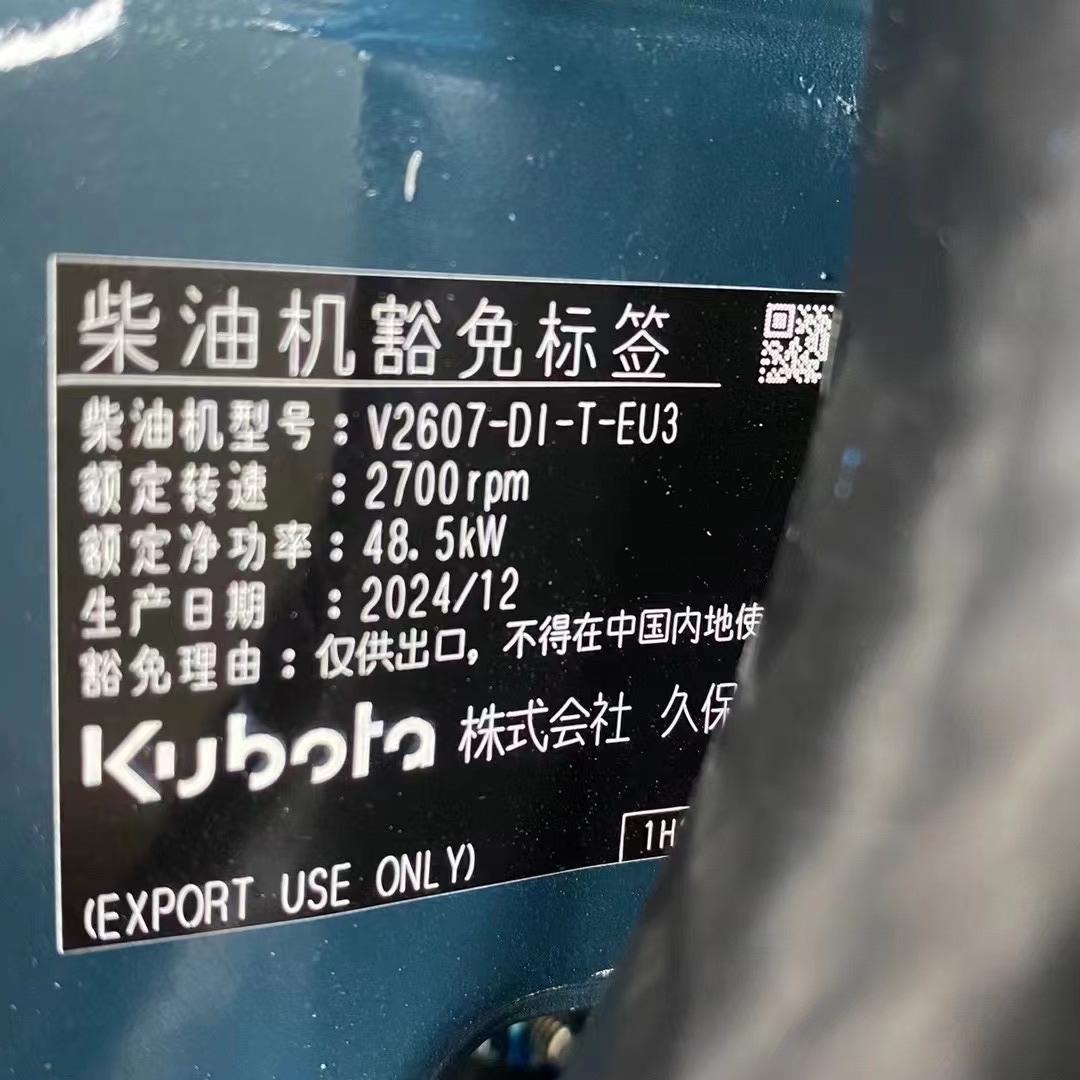 柴油机豁免标签
柴油机型号：V2607-DI-T-EU3
额定转速：2700rpm
额定净功率：48.5kW
生产日期：2024/12
豁免理由：仅供出口，不得在中国内地使
Kubota 株式会社 久保
1H
(EXPORT USE ONLY)